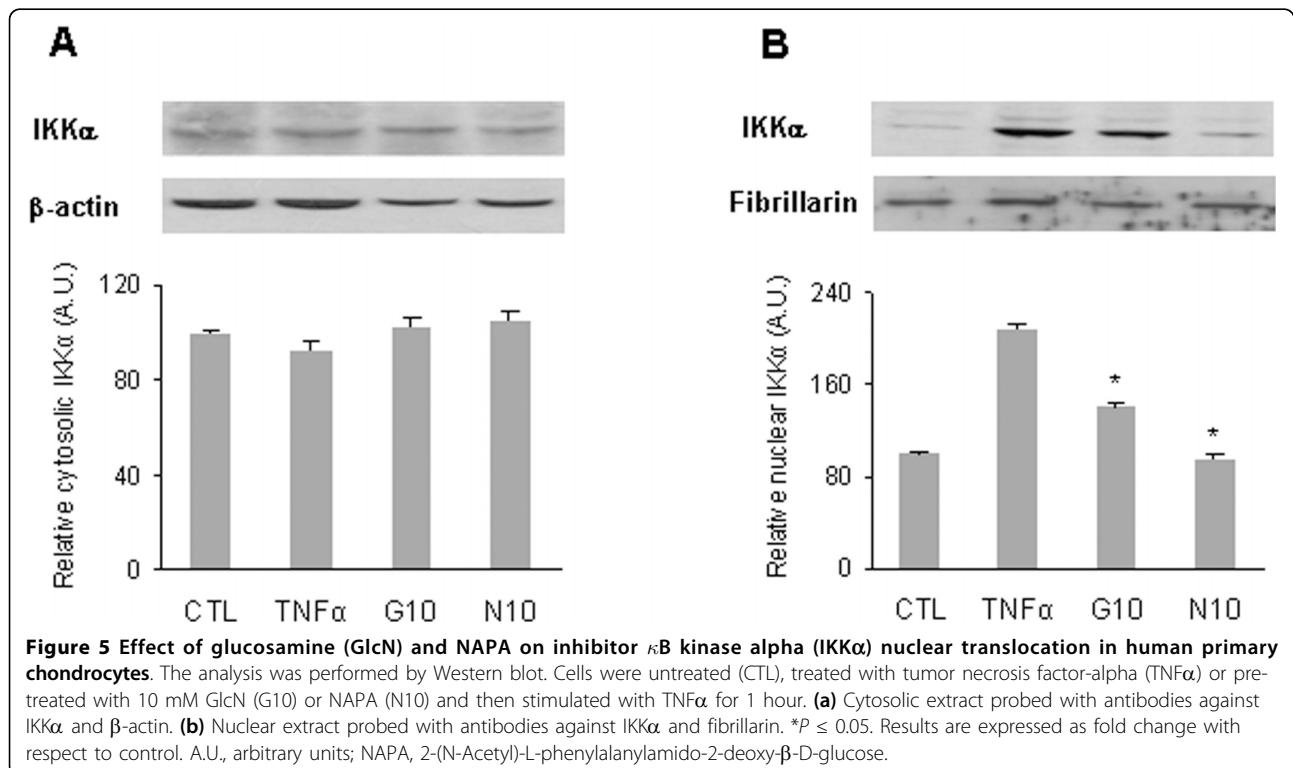 A
IKKα
β-actin
Relative cytosolic IKKα (A.U.)
120
80
40
0
CTL TNFα G10 N10
B
IKKα
Fibrillarin
Relative nuclear IKKα (A.U.)
240
160
80
0
*
*
CTL TNFα G10 N10
Figure 5 Effect of glucosamine (GlcN) and NAPA on inhibitor κB kinase alpha (IKKα) nuclear translocation in human primary
chondrocytes. The analysis was performed by Western blot. Cells were untreated (CTL), treated with tumor necrosis factor-alpha (TNFα) or pre-
treated with 10 mM GlcN (G10) or NAPA (N10) and then stimulated with TNFα for 1 hour. (a) Cytosolic extract probed with antibodies against
IKKα and β-actin. (b) Nuclear extract probed with antibodies against IKKα and fibrillarin. *P ≤ 0.05. Results are expressed as fold change with
respect to control. A.U., arbitrary units; NAPA, 2-(N-Acetyl)-L-phenylalanylamido-2-deoxy-β-D-glucose.